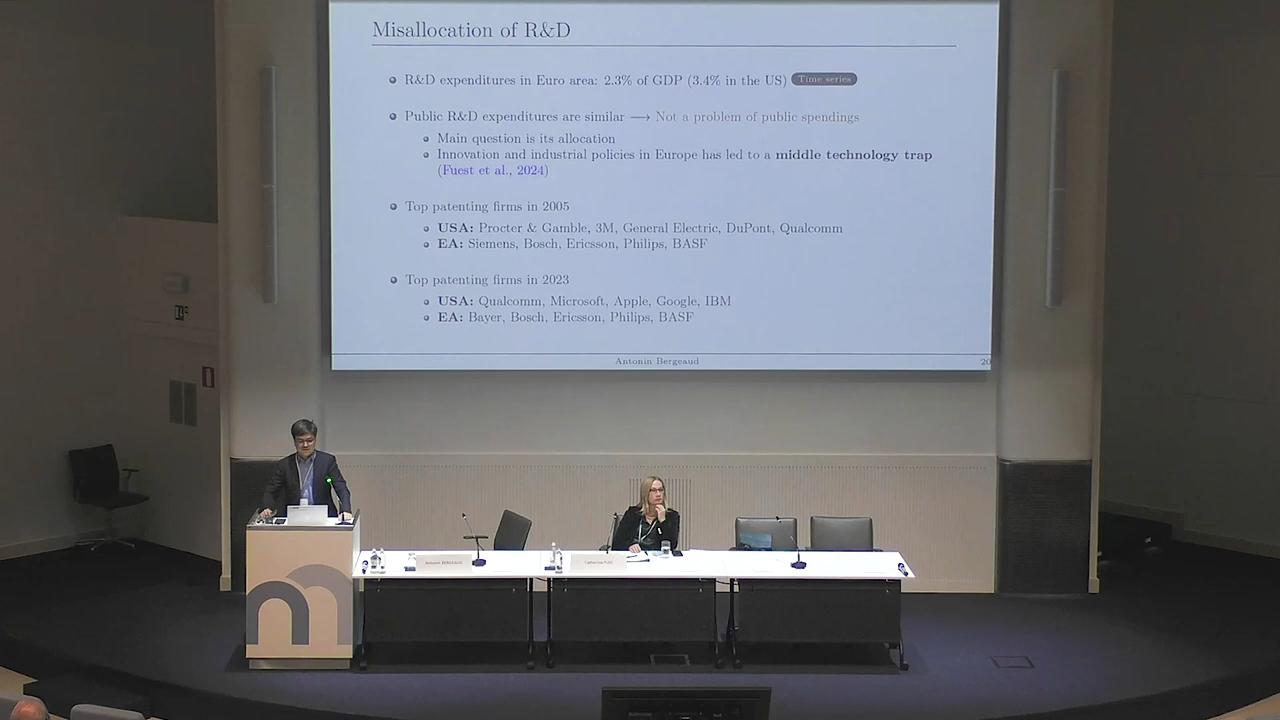 Misallocation of R&D
R&D expenditures in Euro area: 2.3% of GDP (3.4% in the US) Time series
Public R&D expenditures are similar ⟶ Not a problem of public spendings
Main question is its allocation
Innovation and industrial policies in Europe has led to a middle technology trap
(Fuest et al., 2024)
Top patenting firms in 2005
USA: Procter & Gamble, 3M, General Electric, DuPont, Qualcomm
EA: Siemens, Bosch, Ericsson, Philips, BASF
Top patenting firms in 2023
USA: Qualcomm, Microsoft, Apple, Google, IBM
EA: Bayer, Bosch, Ericsson, Philips, BASF
Antonin Bergeaud
20
Antonin BERGEAUD